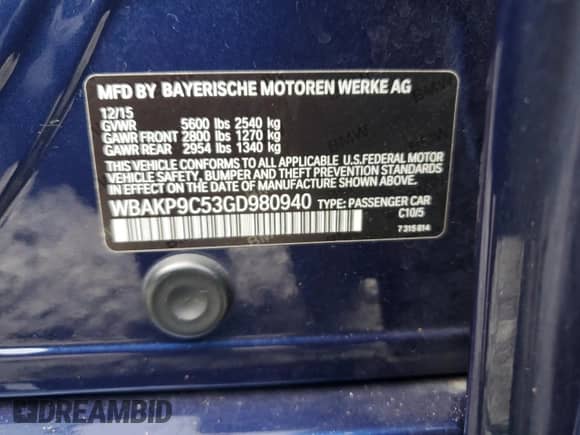 MFD BY BAYERISCHE MOTOREN WERKE AG
12/15
GVWR 5600 lbs 2540 kg
GAWR FRONT 2800 lbs 1270 kg
GAWR REAR 2954 lbs 1340 kg
THIS VEHICLE CONFORMS TO ALL APPLICABLE U.S.FEDERAL MOTOR
VEHICLE SAFETY, BUMPER AND THEFT PREVENTION
STANDARDS IN EFFECT ON THE DATE OF MANUFACTURE SHOWN ABOVE.
WBAKP9C53GD980940 TYPE: PASSENGER CAR
C10/5
7315814
DREAMBID